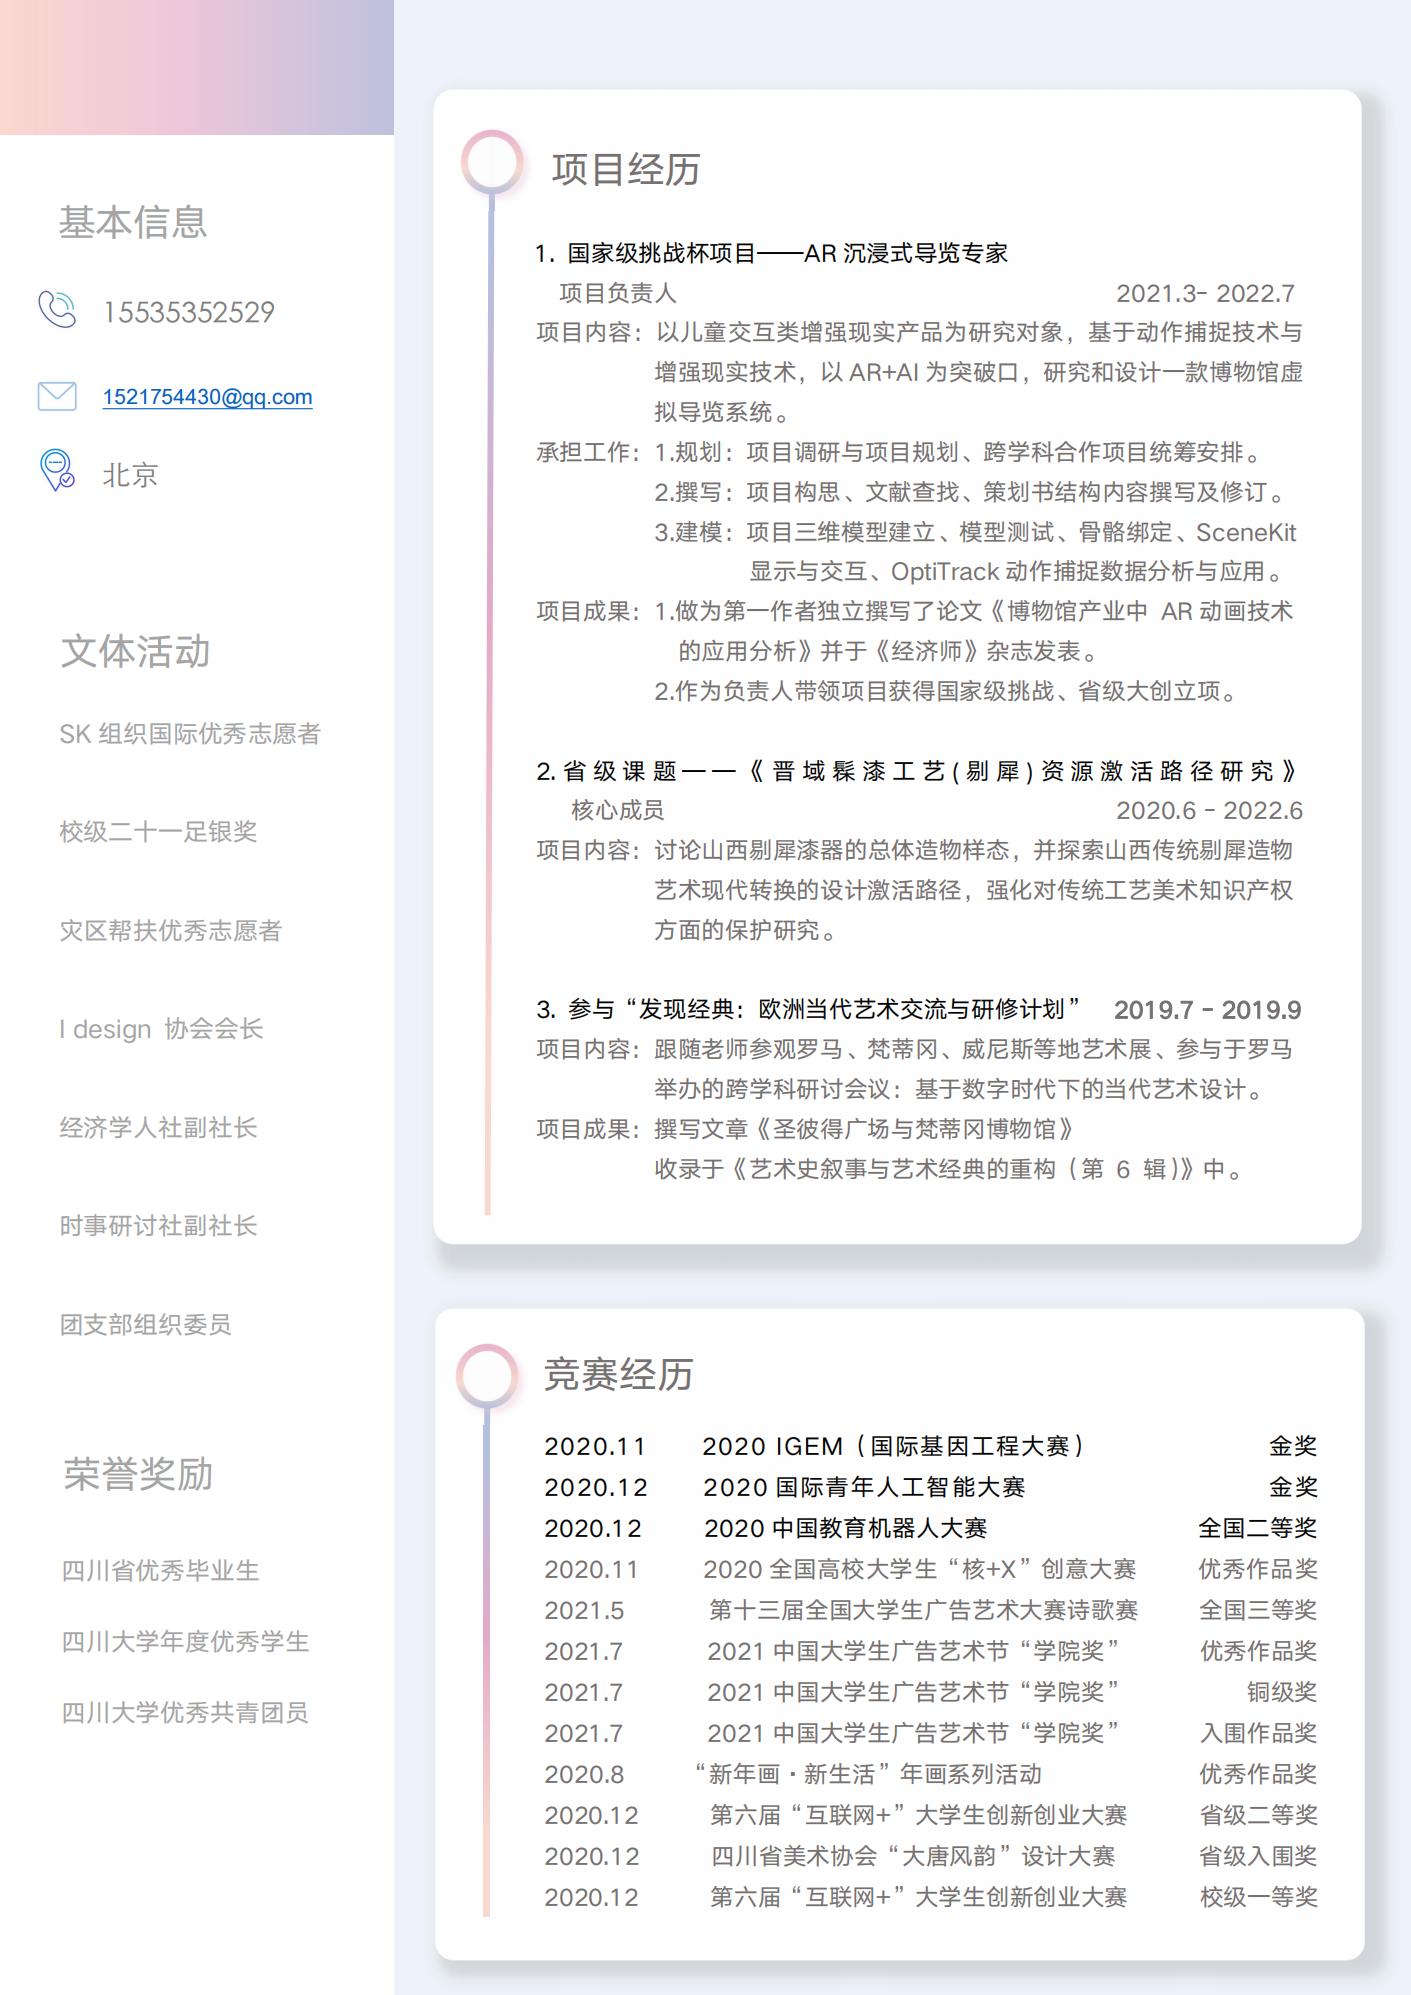 基本信息
15535352529
1521754430@qq.com
北京
文体活动
SK 组织国际优秀志愿者
校级二十一足银奖
灾区帮扶优秀志愿者
I design 协会会长
经济学人社副社长
时事研讨社副社长
团支部组织委员
荣誉奖励
四川省优秀毕业生
四川大学年度优秀学生
四川大学优秀共青团员
项目经历
1. 国家级挑战杯项目——AR 沉浸式导览专家
项目负责人 2021.3- 2022.7
项目内容：以儿童交互类增强现实产品为研究对象，基于动作捕捉技术与
增强现实技术，以 AR+AI 为突破口，研究和设计一款博物馆虚
拟导览系统。
承担工作：1.规划：项目调研与项目规划、跨学科合作项目统筹安排。
2.撰写：项目构思、文献查找、策划书结构内容撰写及修订。
3.建模：项目三维模型建立、模型测试、骨骼绑定、SceneKit
显示与交互、OptiTrack 动作捕捉数据分析与应用。
项目成果：1.做为第一作者独立撰写了论文《博物馆产业中 AR 动画技术
的应用分析》并于《经济师》杂志发表。
2.作为负责人带领项目获得国家级挑战、省级大创立项。
2. 省级课题——《晋域髹漆工艺(剔犀)资源激活路径研究》
核心成员 2020.6 - 2022.6
项目内容：讨论山西剔犀漆器的总体造物样态，并探索山西传统剔犀造物
艺术现代转换的设计激活路径，强化对传统工艺美术知识产权
方面的保护研究。
3. 参与“发现经典：欧洲当代艺术交流与研修计划” 2019.7 - 2019.9
项目内容：跟随老师参观罗马、梵蒂冈、威尼斯等地艺术展、参与于罗马
举办的跨学科研讨会议：基于数字时代下的当代艺术设计。
项目成果：撰写文章《圣彼得广场与梵蒂冈博物馆》
收录于《艺术史叙事与艺术经典的重构（第 6 辑）》中。
竞赛经历
2020.11 2020 IGEM（国际基因工程大赛） 金奖
2020.12 2020 国际青年人工智能大赛 金奖
2020.12 2020 中国教育机器人大赛 全国二等奖
2020.11 2020 全国高校大学生“核+X”创意大赛 优秀作品奖
2021.5 第十三届全国大学生广告艺术大赛诗歌赛 全国三等奖
2021.7 2021 中国大学生广告艺术节“学院奖” 优秀作品奖
2021.7 2021 中国大学生广告艺术节“学院奖” 铜级奖
2021.7 2021 中国大学生广告艺术节“学院奖” 入围作品奖
2020.8 “新年画·新生活”年画系列活动 优秀作品奖
2020.12 第六届“互联网+”大学生创新创业大赛 省级二等奖
2020.12 四川省美术协会“大唐风韵”设计大赛 省级入围奖
2020.12 第六届“互联网+”大学生创新创业大赛 校级一等奖